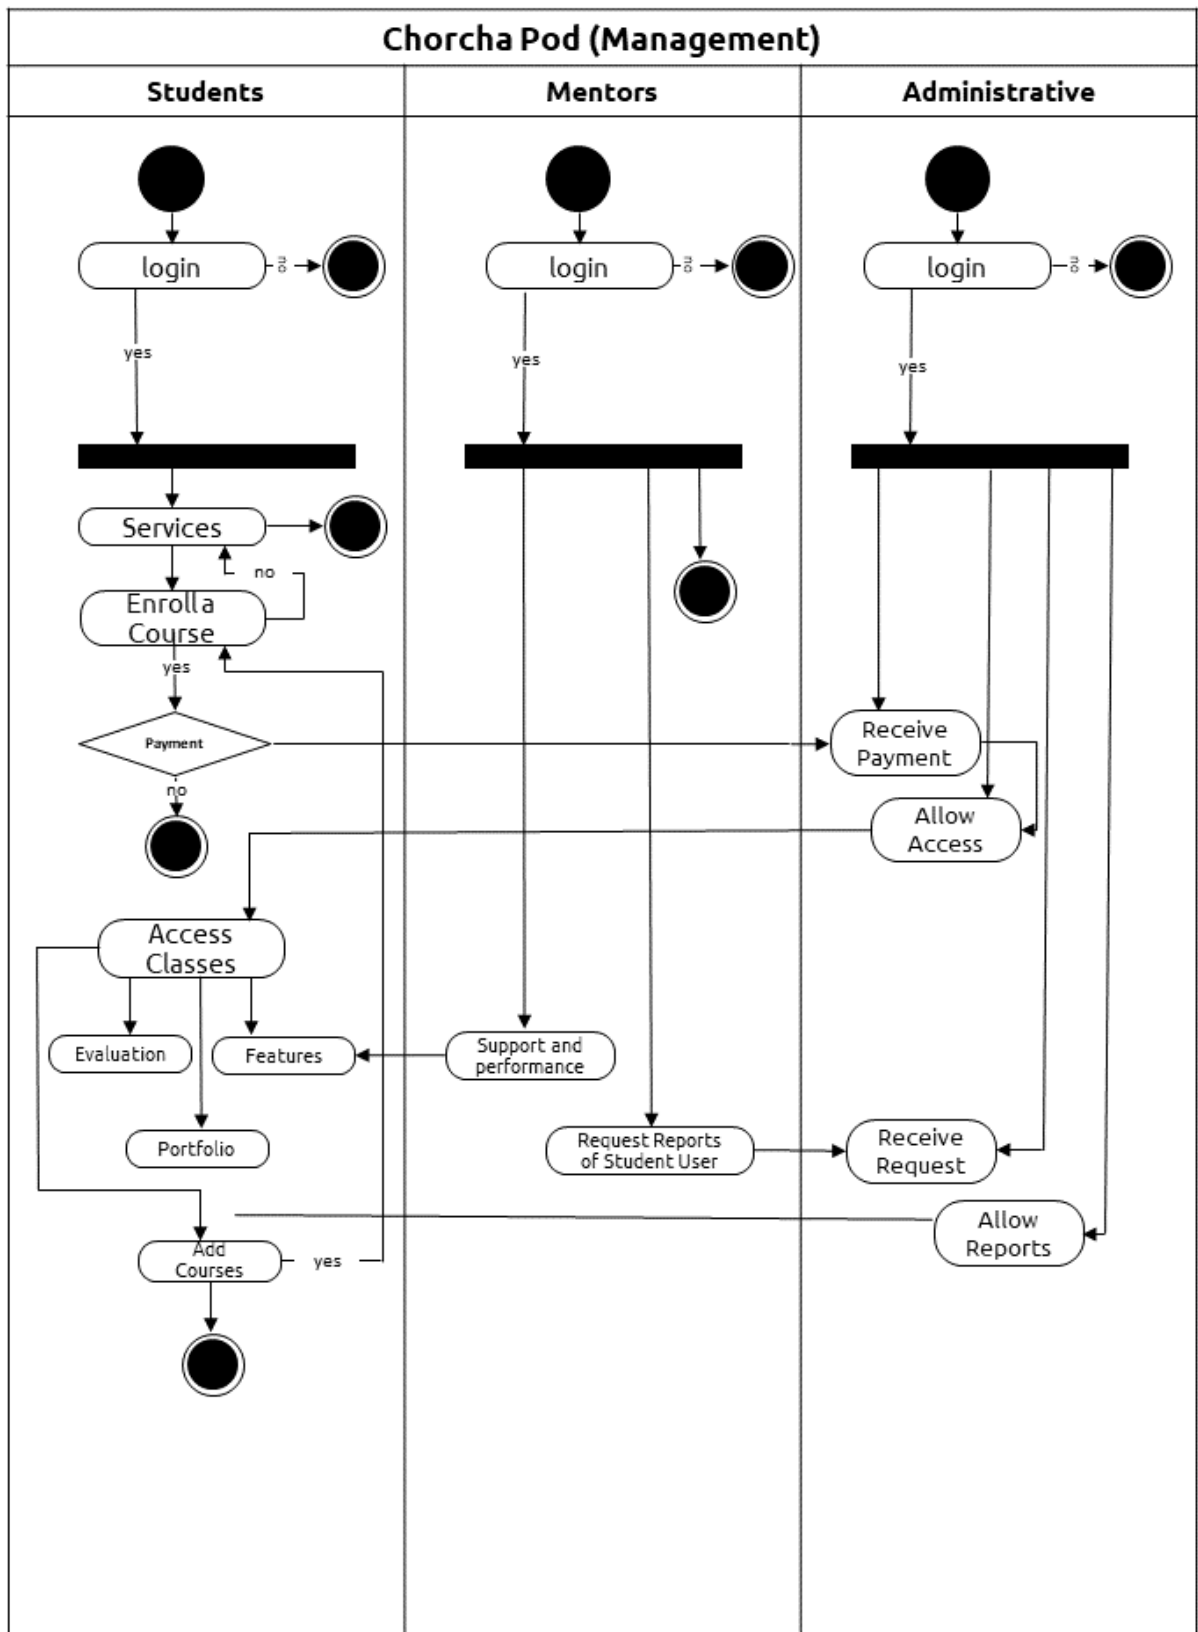 Chorcha Pod (Management)
Students
Mentors
Administrative
login
no
login
no
login
no
yes
yes
yes
Services
no
Enroll a
Course
yes
Payment
no
Receive
Payment
Allow
Access
Access
Classes
Evaluation
Features
Support and
performance
Portfolio
Request Reports
of Student User
Receive
Request
Allow
Reports
Add
Courses
yes